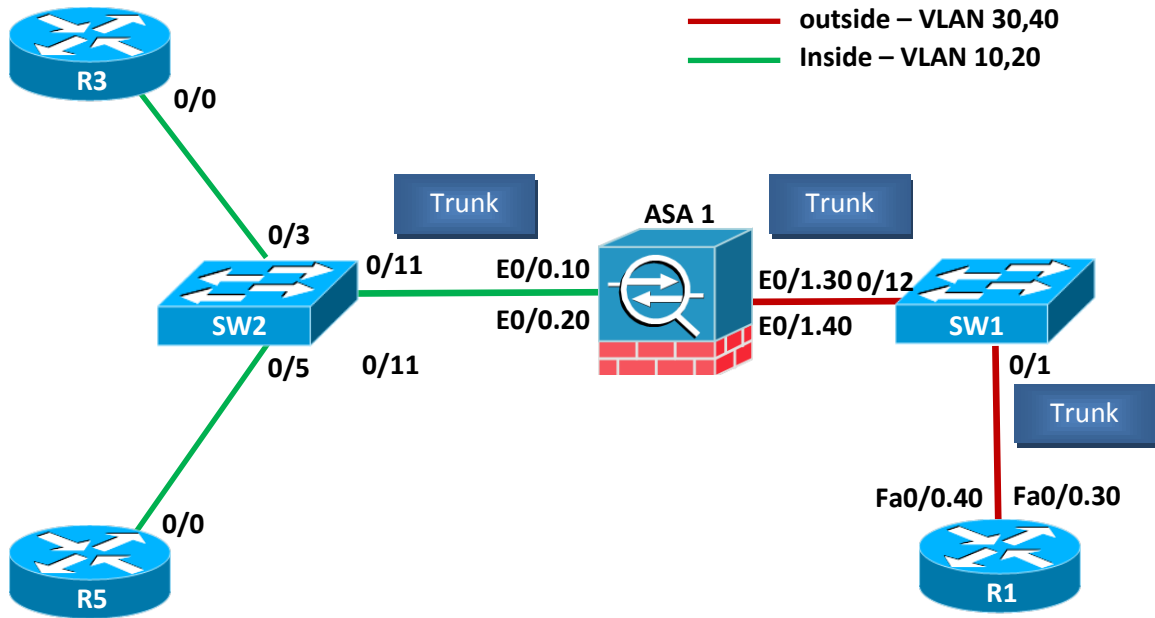 outside – VLAN 30,40
Inside – VLAN 10,20
R3
0/0
Trunk
Trunk
ASA 1
0/3
0/11
E0/0.10
E0/1.30
0/12
SW2
E0/0.20
E0/1.40
SW1
0/5
0/11
0/1
Trunk
0/0
Fa0/0.40
Fa0/0.30
R5
R1